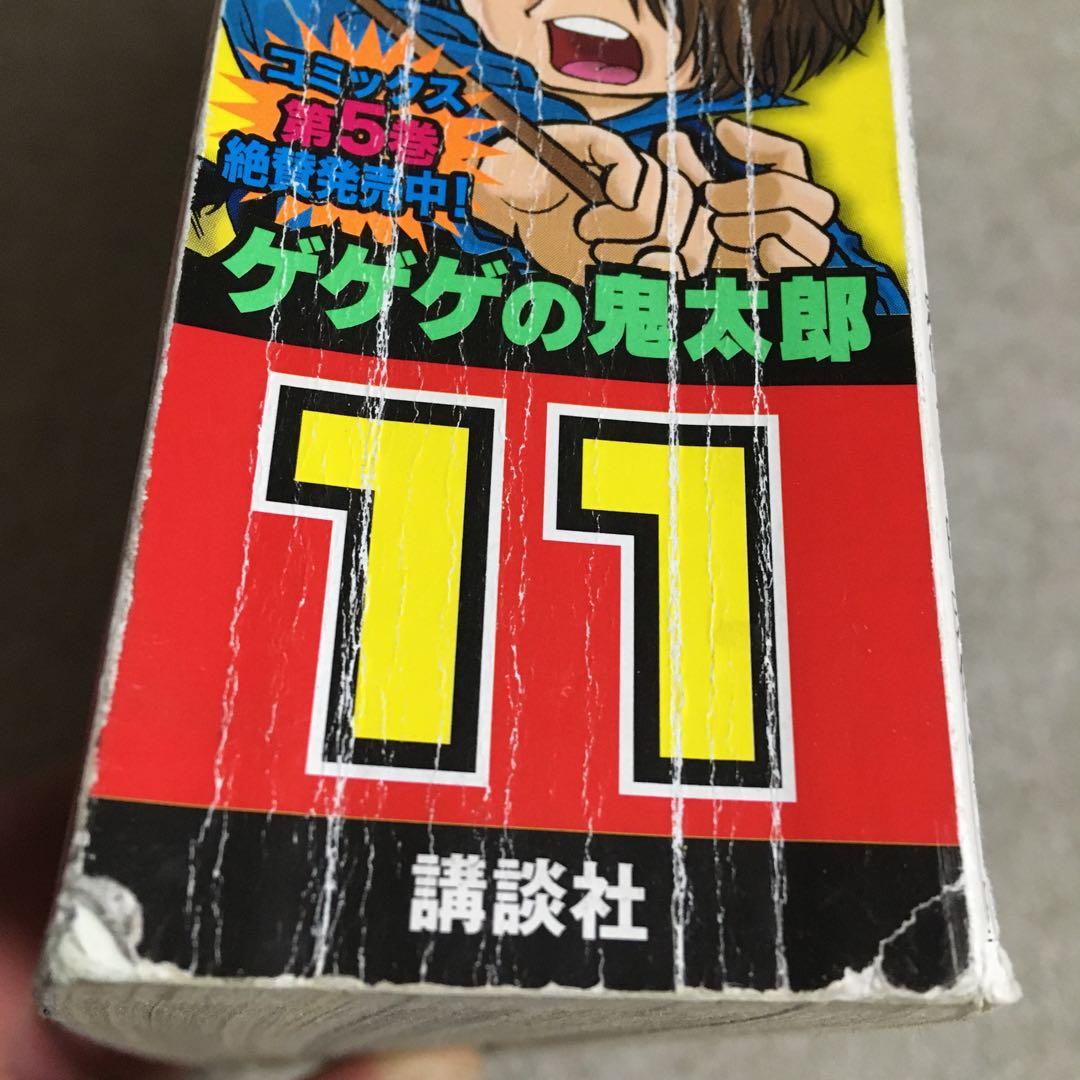 コミックス
第5巻
絶賛発売中!
ゲゲゲの鬼太郎
11
講談社